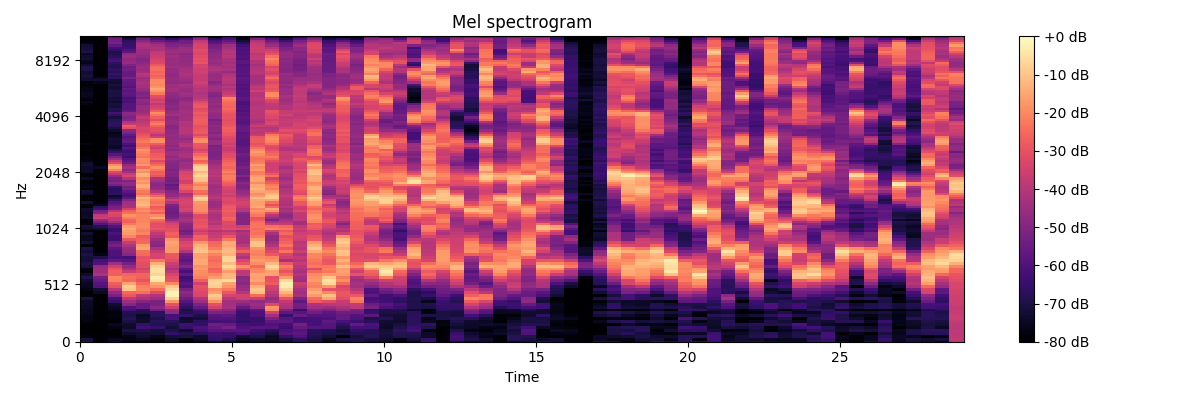 Mel spectrogram
Hz
8192
4096
2048
1024
512
0
0 5 10 15 20 25
Time
+0 dB
-10 dB
-20 dB
-30 dB
-40 dB
-50 dB
-60 dB
-70 dB
-80 dB